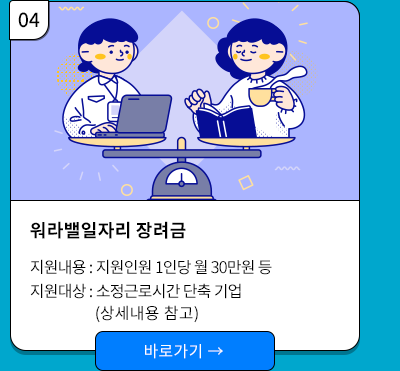 04
워라밸일자리 장려금
지원내용 : 지원인원 1인당 월 30만원 등
지원대상 : 소정근로시간 단축 기업
(상세내용 참고)
바로가기 →